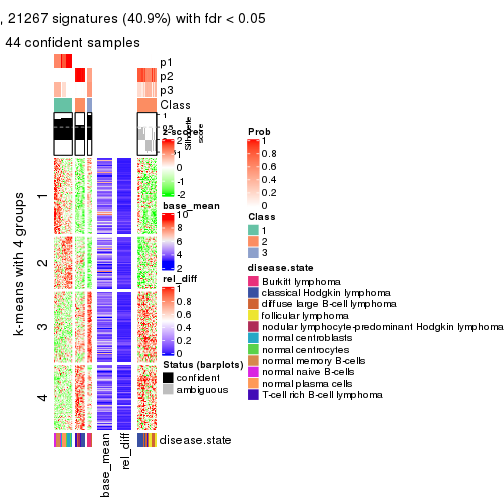 , 21267 signatures (40.9%) with fdr < 0.05
44 confident samples
p1
p2
p3
Class
1
0.5
0
Silhouette
score
z-scores
2
1
0
-1
-2
base_mean
10
8
6
4
2
rel_diff
1
0.8
0.6
0.4
0.2
0
Status (barplots)
confident
ambiguous
Prob
1
0.8
0.6
0.4
0.2
0
Class
1
2
3
disease.state
Burkitt lymphoma
classical Hodgkin lymphoma
diffuse large B-cell lymphoma
follicular lymphoma
nodular lymphocyte-predominant Hodgkin lymphoma
normal centroblasts
normal centrocytes
normal memory B-cells
normal naive B-cells
normal plasma cells
T-cell rich B-cell lymphoma
k-means with 4 groups
1
2
3
4
disease.state
base_mean
rel_diff